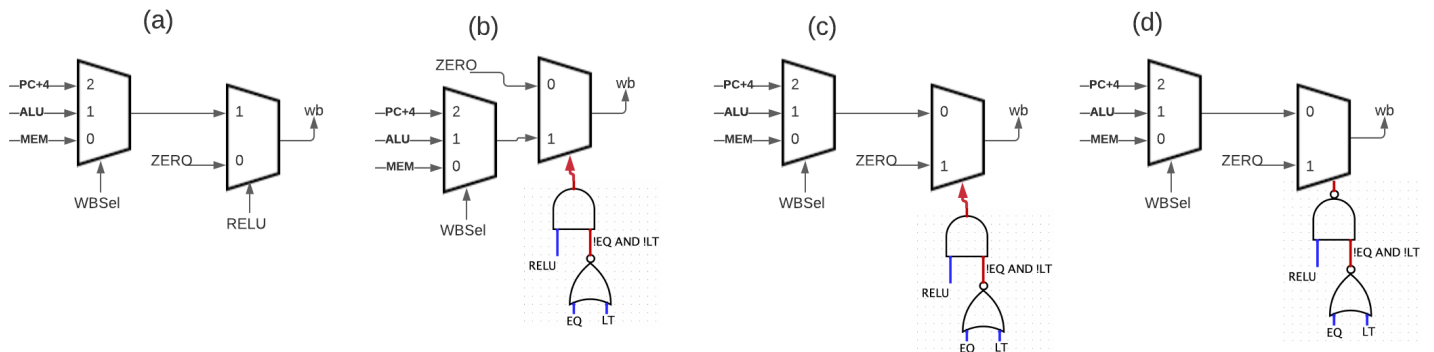 (a)
PC+4
2
ALU
1
MEM
0
WBSel
1
ZERO
0
RELU
wb
(b)
ZERO
0
PC+4
2
ALU
1
MEM
0
WBSel
1
wb
!EQ AND !LT
RELU
EQ
LT
(c)
PC+4
2
ALU
1
MEM
0
WBSel
0
ZERO
1
wb
!EQ AND !LT
RELU
EQ
LT
(d)
PC+4
2
ALU
1
MEM
0
WBSel
0
ZERO
1
wb
!EQ AND !LT
RELU
EQ
LT